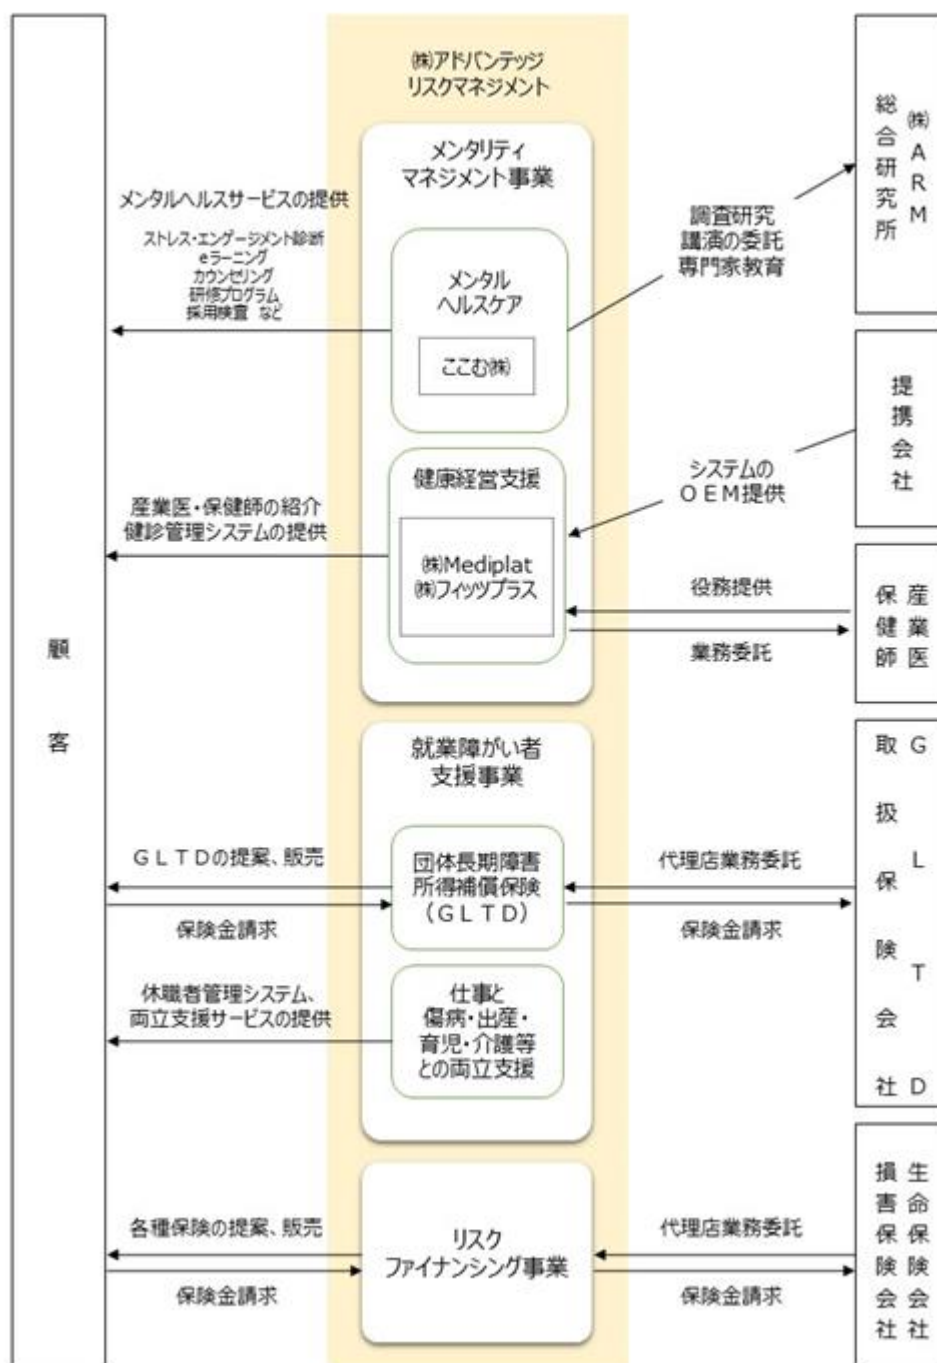 ㈱アドバンテッジ
リスクマネジメント
メンタリティ
マネジメント事業
メンタルヘルスサービスの提供
ストレス・エンゲージメント診断
eラーニング
カウンセリング
研修プログラム
採用検査 など
メンタル
ヘルスケア
ここむ㈱
調査研究
講演の委託
専門家教育
㈱ARM
総合研究所
提携会社
システムの
OEM提供
健康経営支援
㈱Mediplat
㈱フィッツプラス
産業医・保健師の紹介
健診管理システムの提供
役務提供
業務委託
産業医
保健師
顧客
就業障がい者
支援事業
GLTDの提案、販売
保険金請求
団体長期障害
所得補償保険
(GLTD)
代理店業務委託
保険金請求
GLTD
取扱保険会社
休職者管理システム、
両立支援サービスの提供
仕事と
傷病・出産・
育児・介護等
との両立支援
各種保険の提案、販売
保険金請求
リスク
ファイナンシング事業
代理店業務委託
保険金請求
生命保険会社
損害保険会社